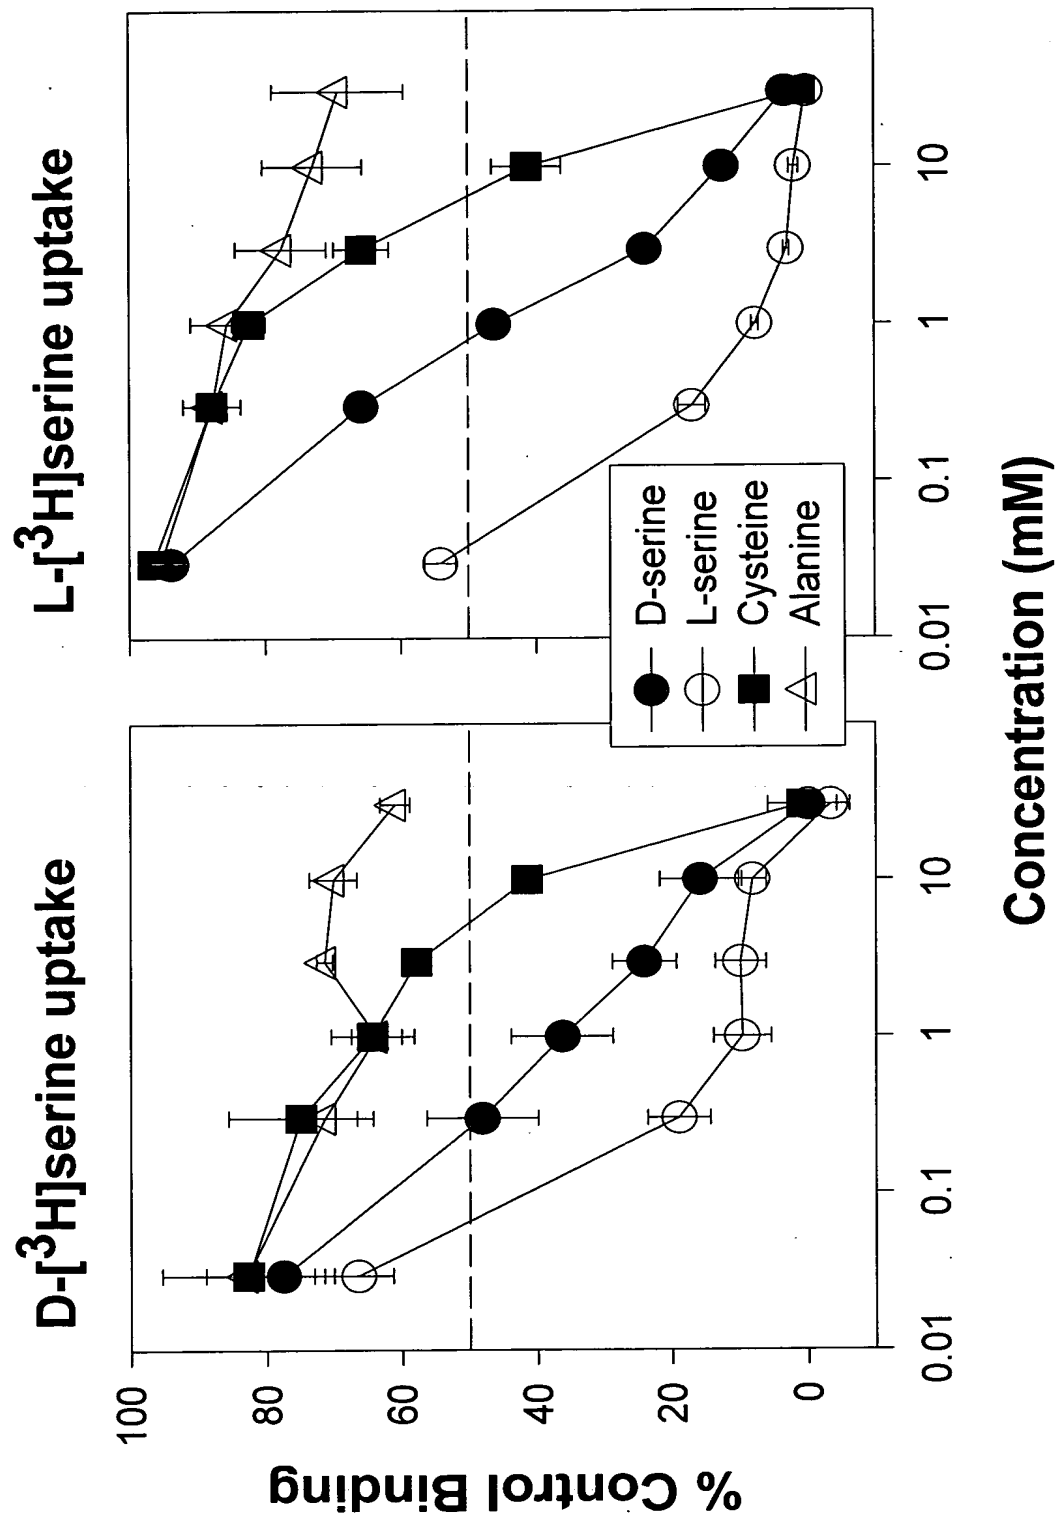 D-[3H]serine uptake
L-[3H]serine uptake
% Control Binding
100
80
60
40
20
0
0.01
0.1
1
10
0.01
0.1
1
10
D-serine
L-serine
Cysteine
Alanine
Concentration (mM)